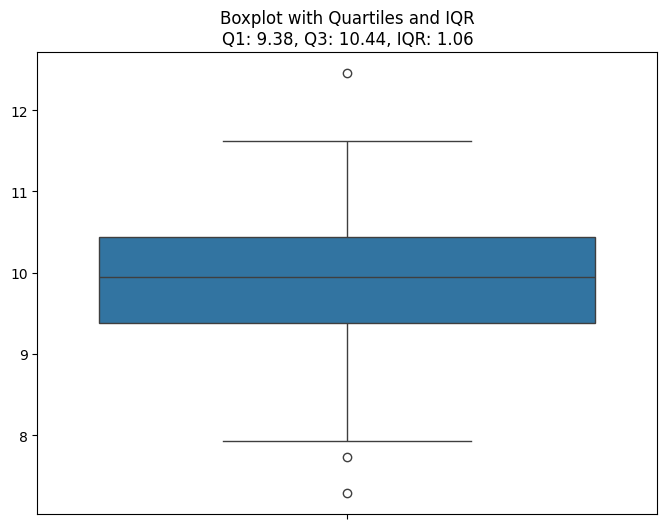 Boxplot with Quartiles and IQR
Q1: 9.38, Q3: 10.44, IQR: 1.06
12
11
10
9
8